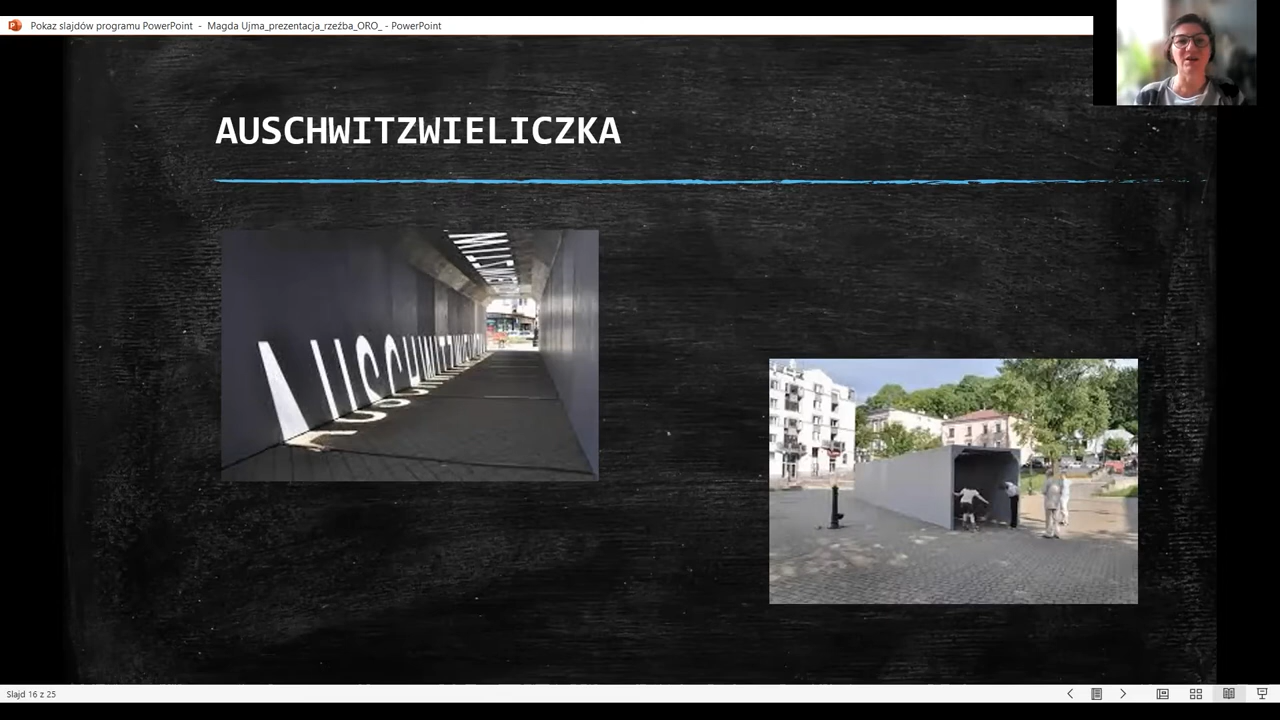 Pokaz slajdów programu PowerPoint - Magda Ujma_prezentacja_rzeźba_ORO_ - PowerPoint
AUSCHWITZWIELICZKA
Slajd 16 z 25